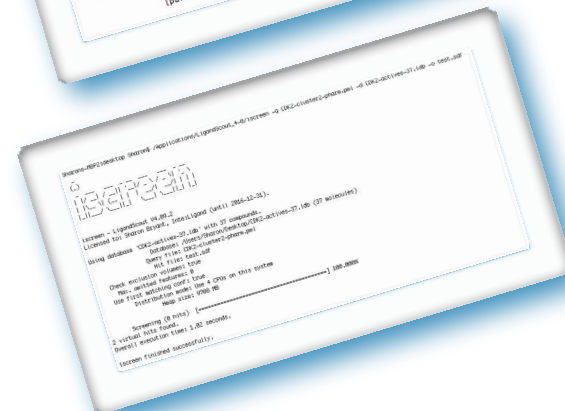 Sharons-MBP2:desktop Sharon$ /Applications/LigandScout_4-0/iscreen -q CDK2-cluster2-pharm.pml -d CDK2-actives-37.ldb -o test.sdf
iscreen
iscreen - LigandScout V4.09.2
Licensed to: Sharon Bryant, Inte:Ligand (until 2016-12-31).
Using database 'CDK2-actives-37.ldb' with 37 compounds.
Database: /Users/Sharon/Desktop/CDK2-actives-37.ldb (37 molecules)
Query file: CDK2-cluster2-pharm.pml
Hit file: test.sdf
Check exclusion volumes: true
Max. omitted features: 0
Use first matching conf: true
Distribution mode: Use 4 CPUs on this system
Heap size: MB
Screening (0 hits) [==============================] 100.000%
2 virtual hits found.
Overall execution time: 1.02 seconds.
iscreen finished successfully.